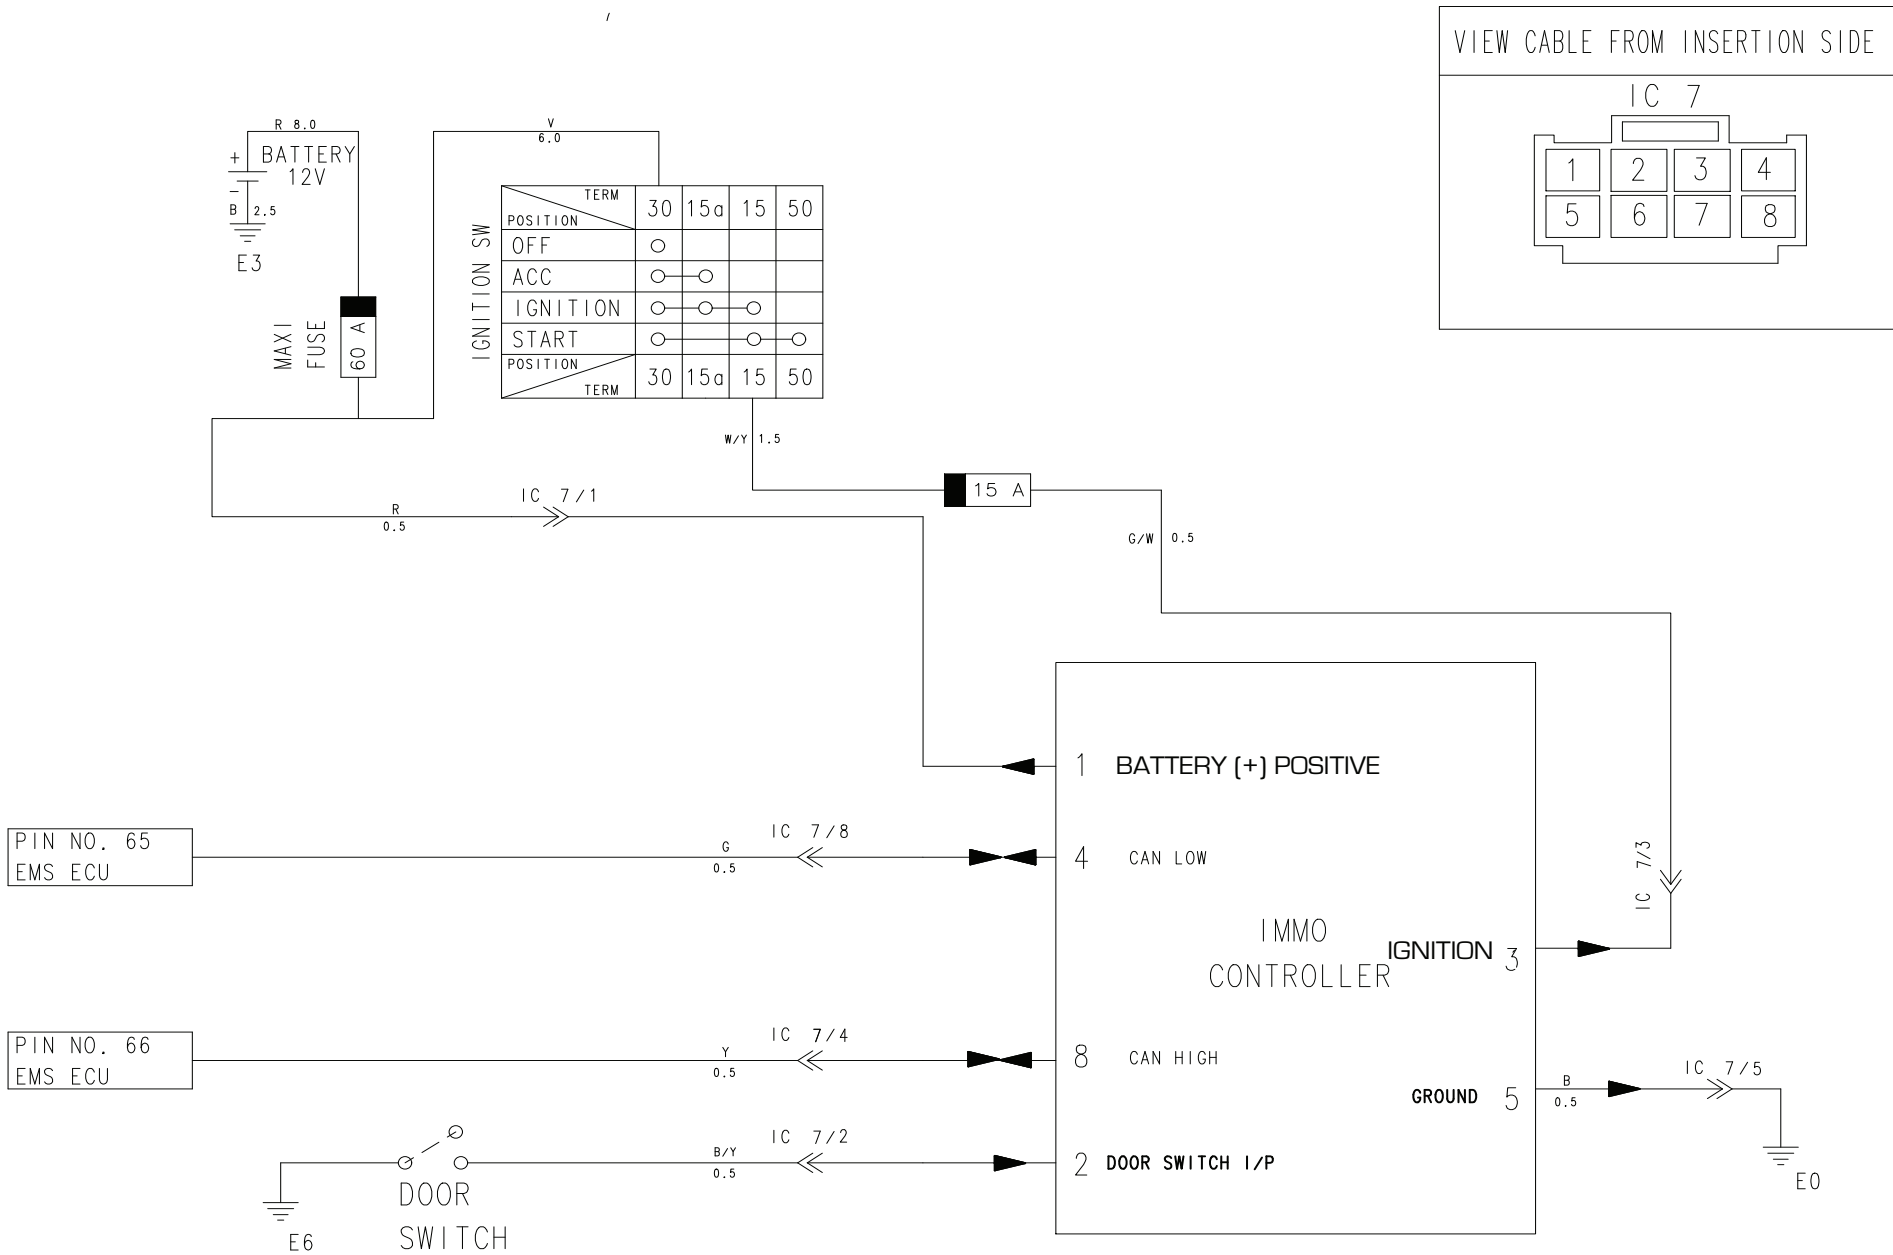 VIEW CABLE FROM INSERTION SIDE
IC 7
1 2 3 4
5 6 7 8
R 8.0
+ BATTERY
12V
-
B 2.5
E3
MAXI
FUSE
60 A
V
6.0
IGNITION SW
TERM
POSITION
30 15a 15 50
OFF
ACC
IGNITION
START
POSITION
TERM
30 15a 15 50
W/Y 1.5
15 A
G/W 0.5
IC 7/1
R
0.5
1 BATTERY (+) POSITIVE
PIN NO. 65
EMS ECU
G
0.5
IC 7/8
4 CAN LOW
IMMO
CONTROLLER
IGNITION 3
IC 7/3
PIN NO. 66
EMS ECU
Y
0.5
IC 7/4
8 CAN HIGH
GROUND 5
B
0.5
IC 7/5
E0
DOOR
SWITCH
E6
B/Y
0.5
IC 7/2
2 DOOR SWITCH I/P